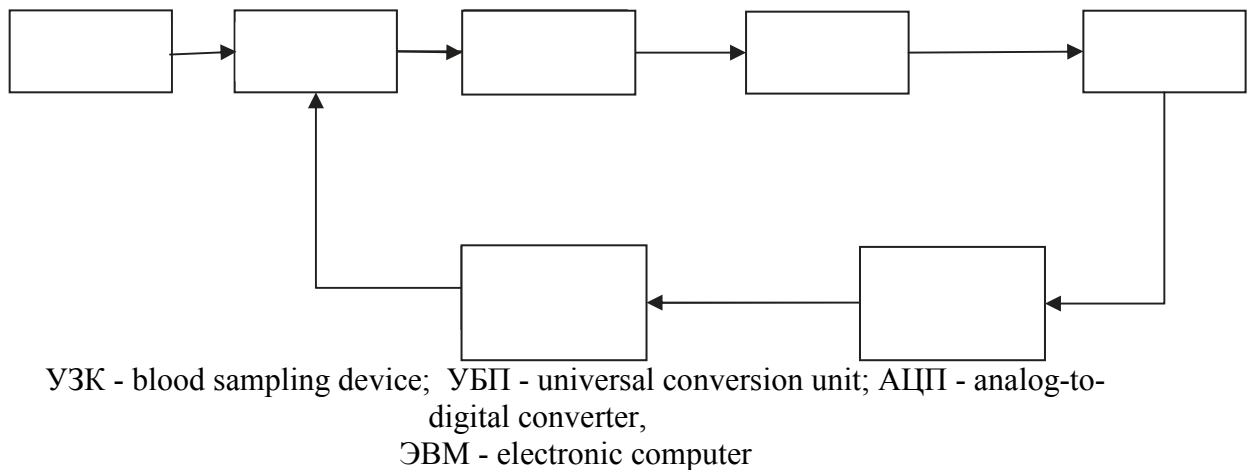 УЗК - blood sampling device;  УБП - universal conversion unit; АЦП - analog-to-
digital converter,
ЭВМ - electronic computer